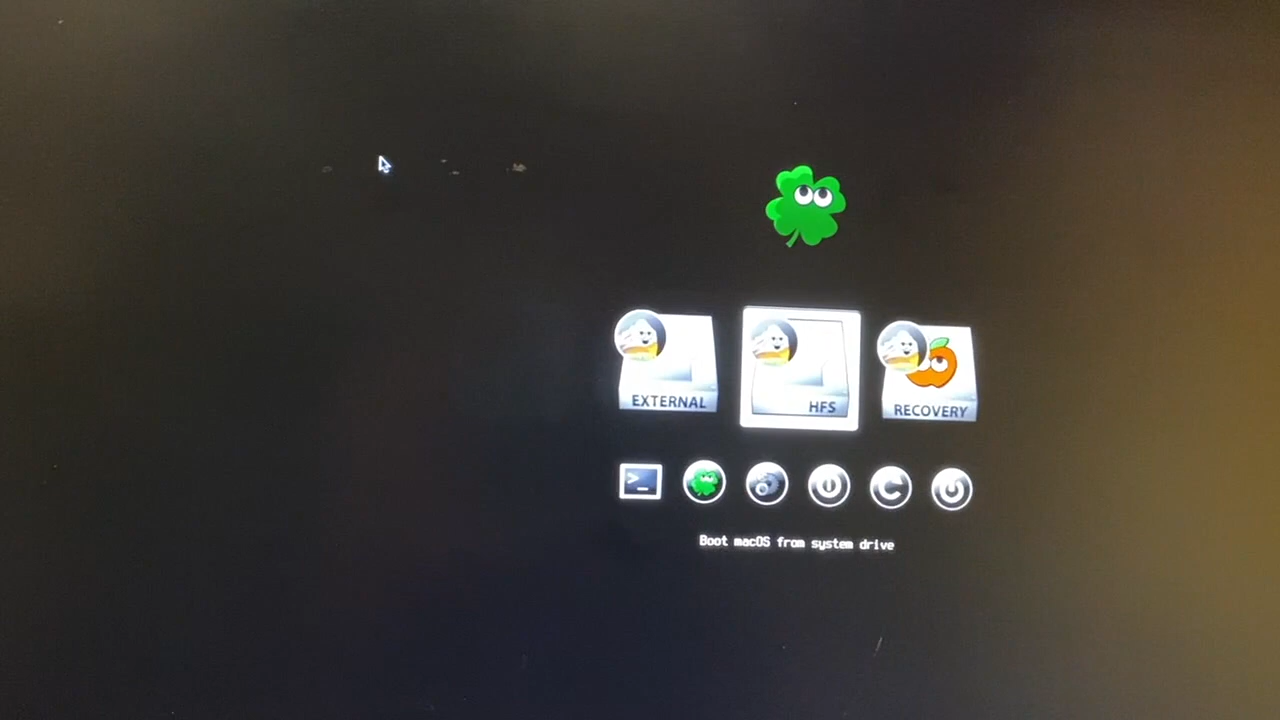 EXTERNAL
HFS
RECOVERY
>_
Boot macOS from system drive